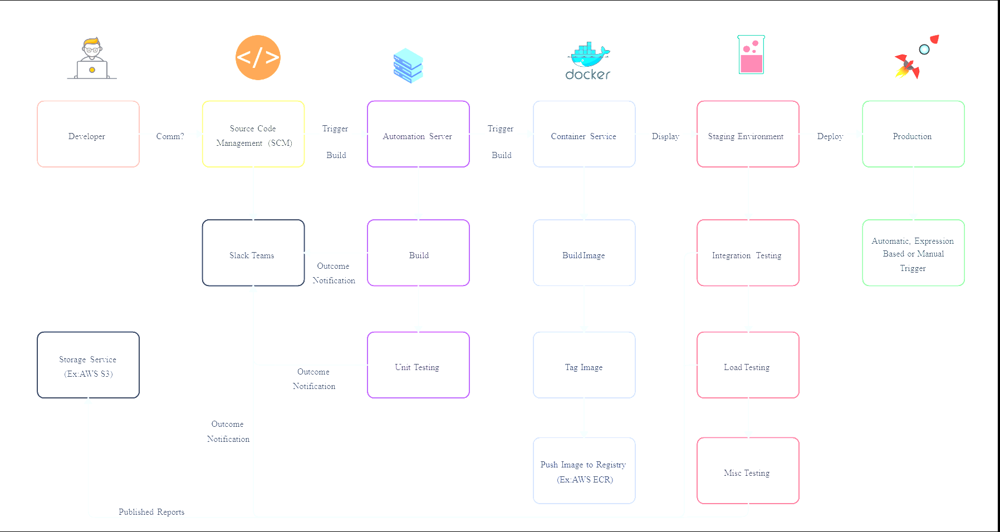 </>
docker
Developer
Comm?
Source Code
Management (SCM)
Trigger
Build
Automation Server
Trigger
Build
Container Service
Display
Staging Environment
Deploy
Production
Slack Teams
Outcome
Notification
Build
Build Image
Integration Testing
Automatic, Expression
Based or Manual
Trigger
Storage Service
(Ex:AWS S3)
Outcome
Notification
Unit Testing
Tag Image
Load Testing
Outcome
Notification
Push Image to Registry
(Ex:AWS ECR)
Misc Testing
Published Reports